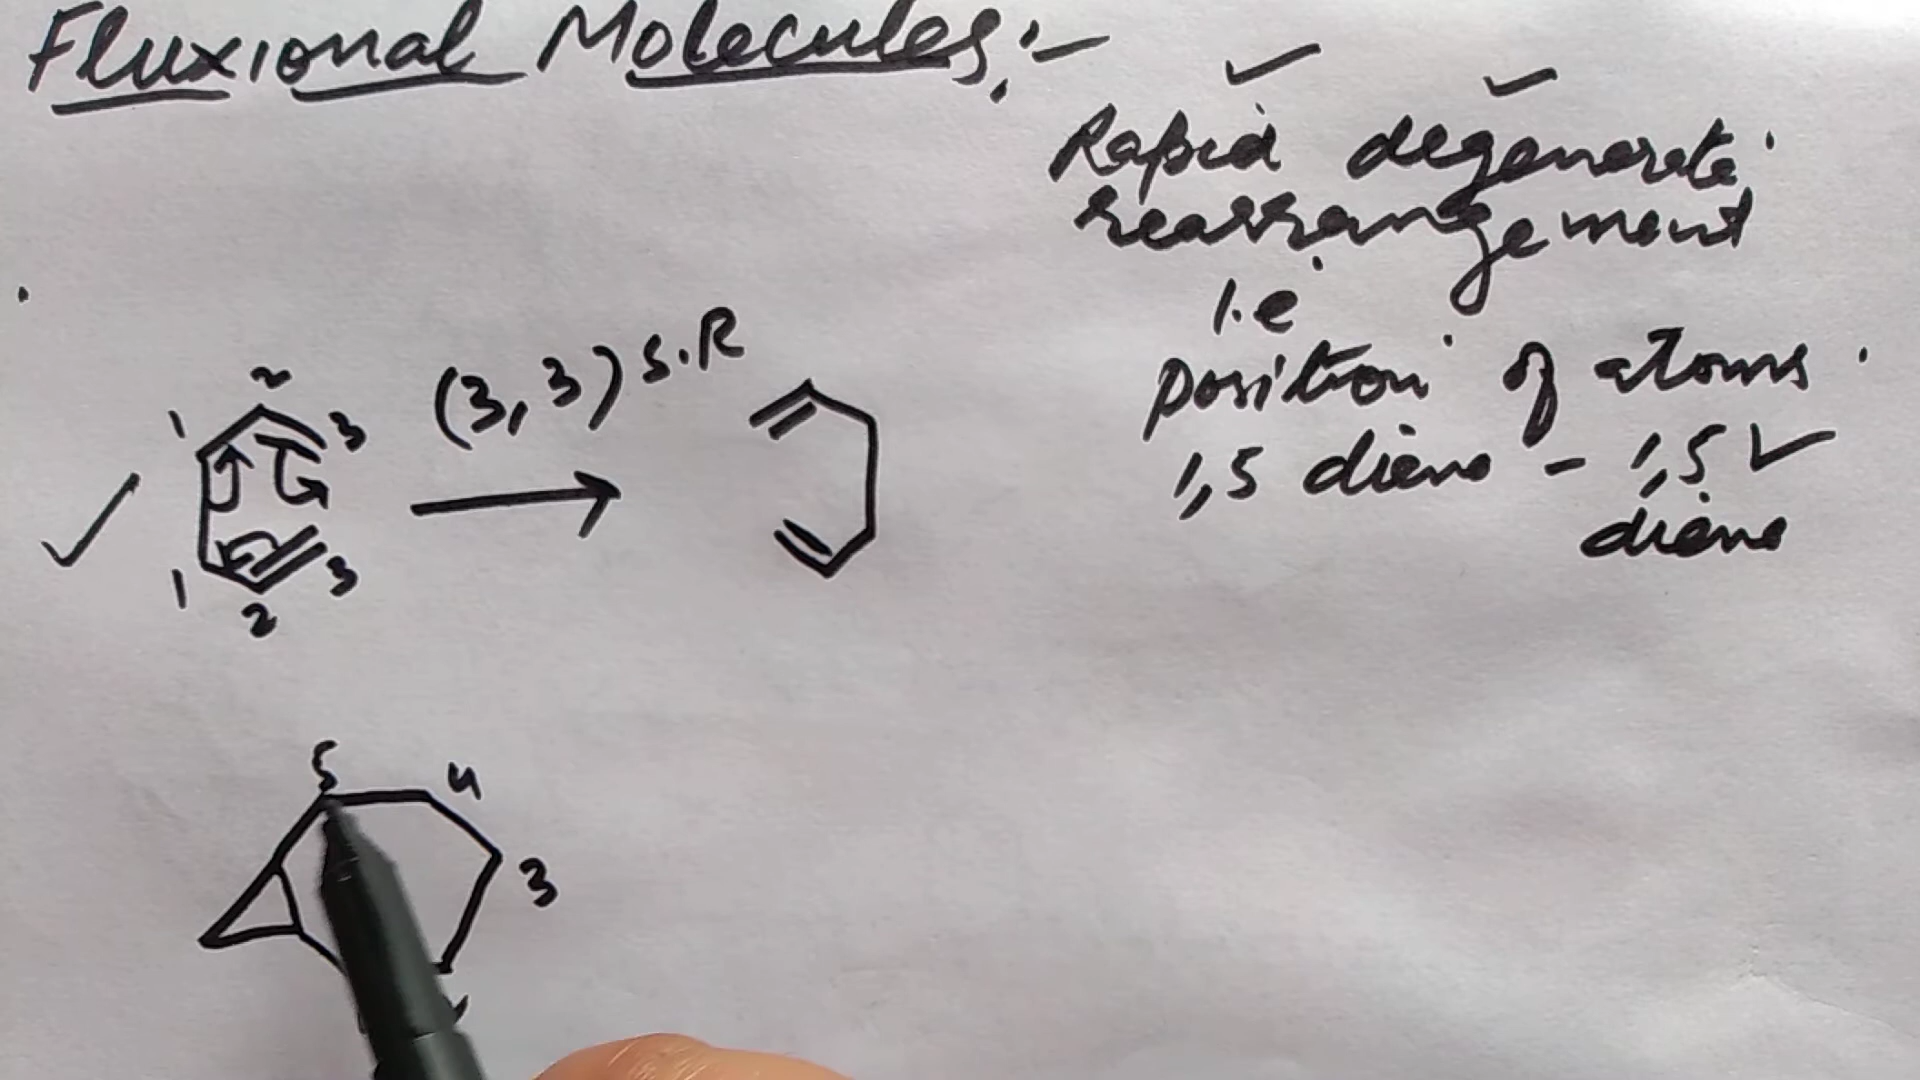 Fluxional Molecules:-
Rapid degenerate
rearrangement
i.e
position of atoms
1,5 diene - 1,5
diene
(3,3) S.R
2
1
3
1
2
3
5
4
3